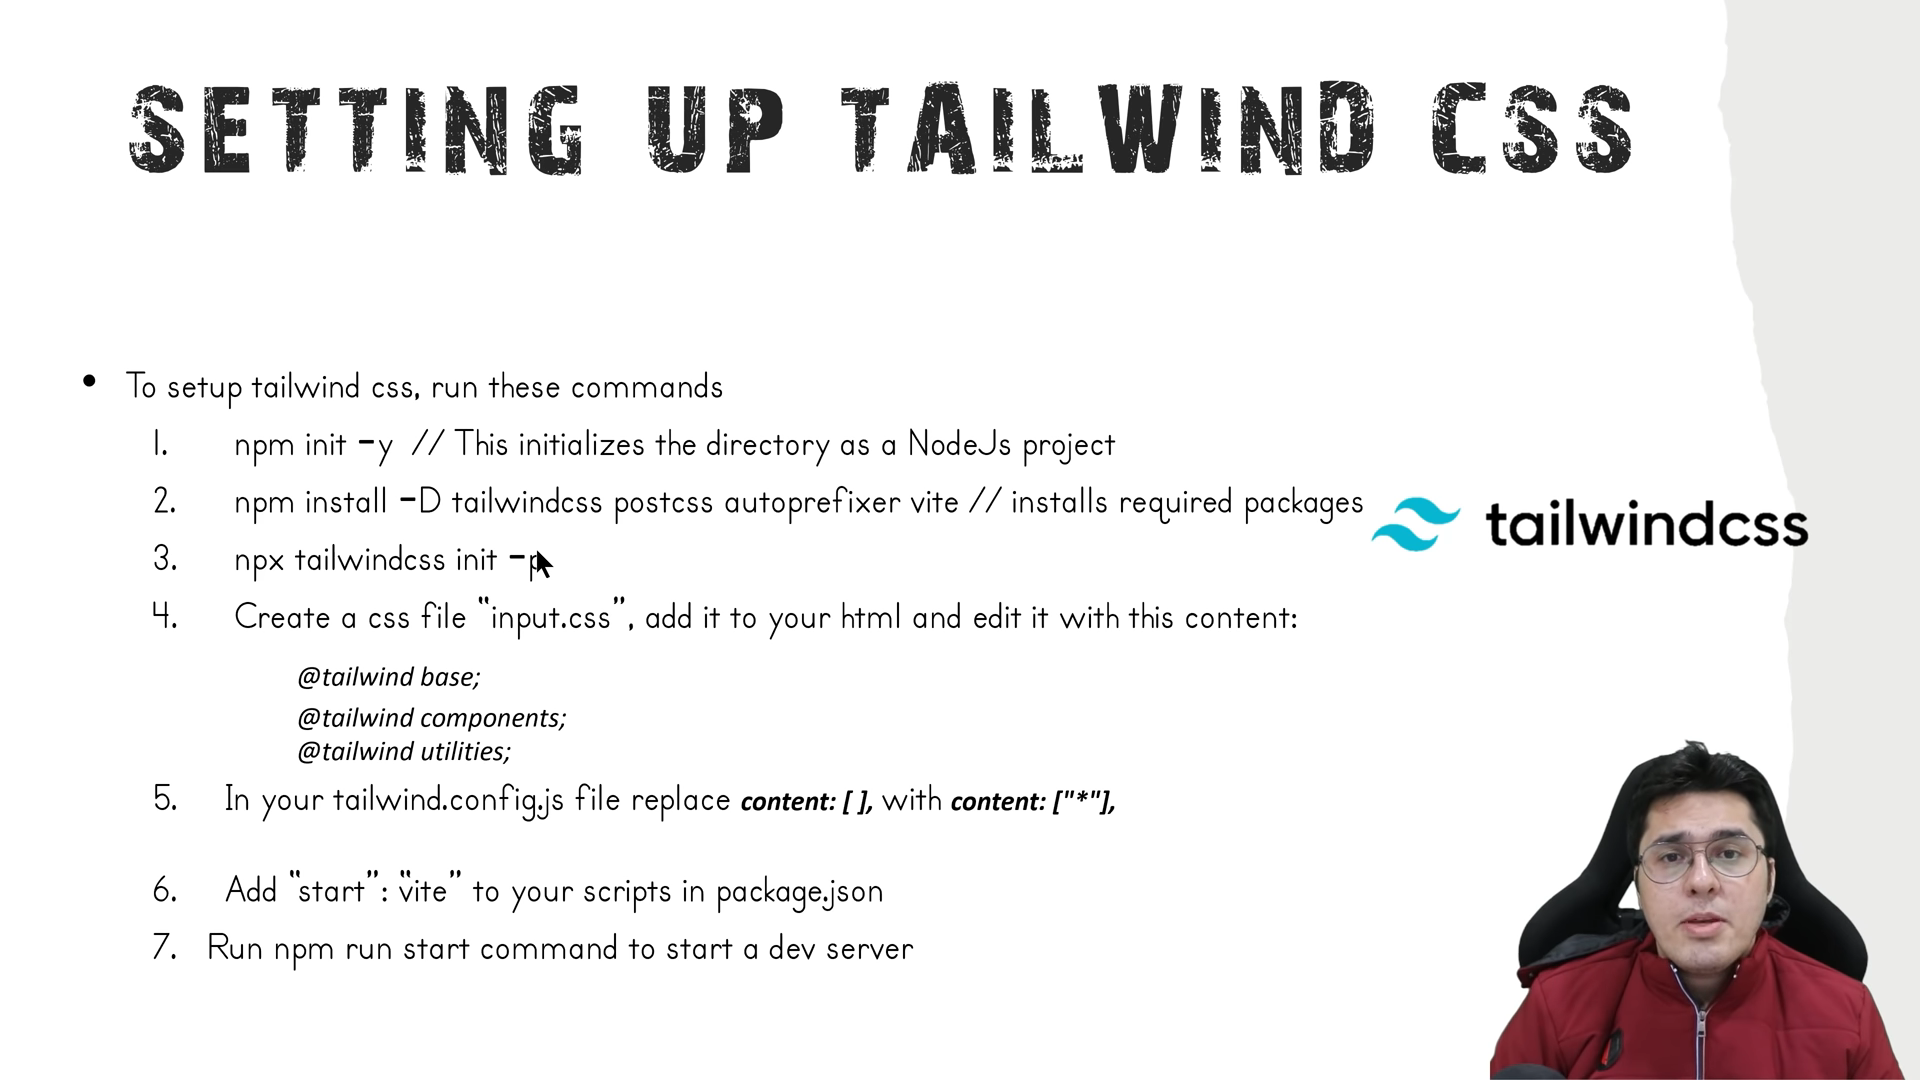 SETTING UP TAILWIND CSS
• To setup tailwind css, run these commands
1. npm init -y // This initializes the directory as a NodeJs project
2. npm install -D tailwindcss postcss autoprefixer vite // installs required packages
tailwindcss
3. npx tailwindcss init -p
4. Create a css file "input.css", add it to your html and edit it with this content:
@tailwind base;
@tailwind components;
@tailwind utilities;
5. In your tailwind.config.js file replace content: [ ], with content: ["*"],
6. Add "start": "vite" to your scripts in package.json
7. Run npm run start command to start a dev server